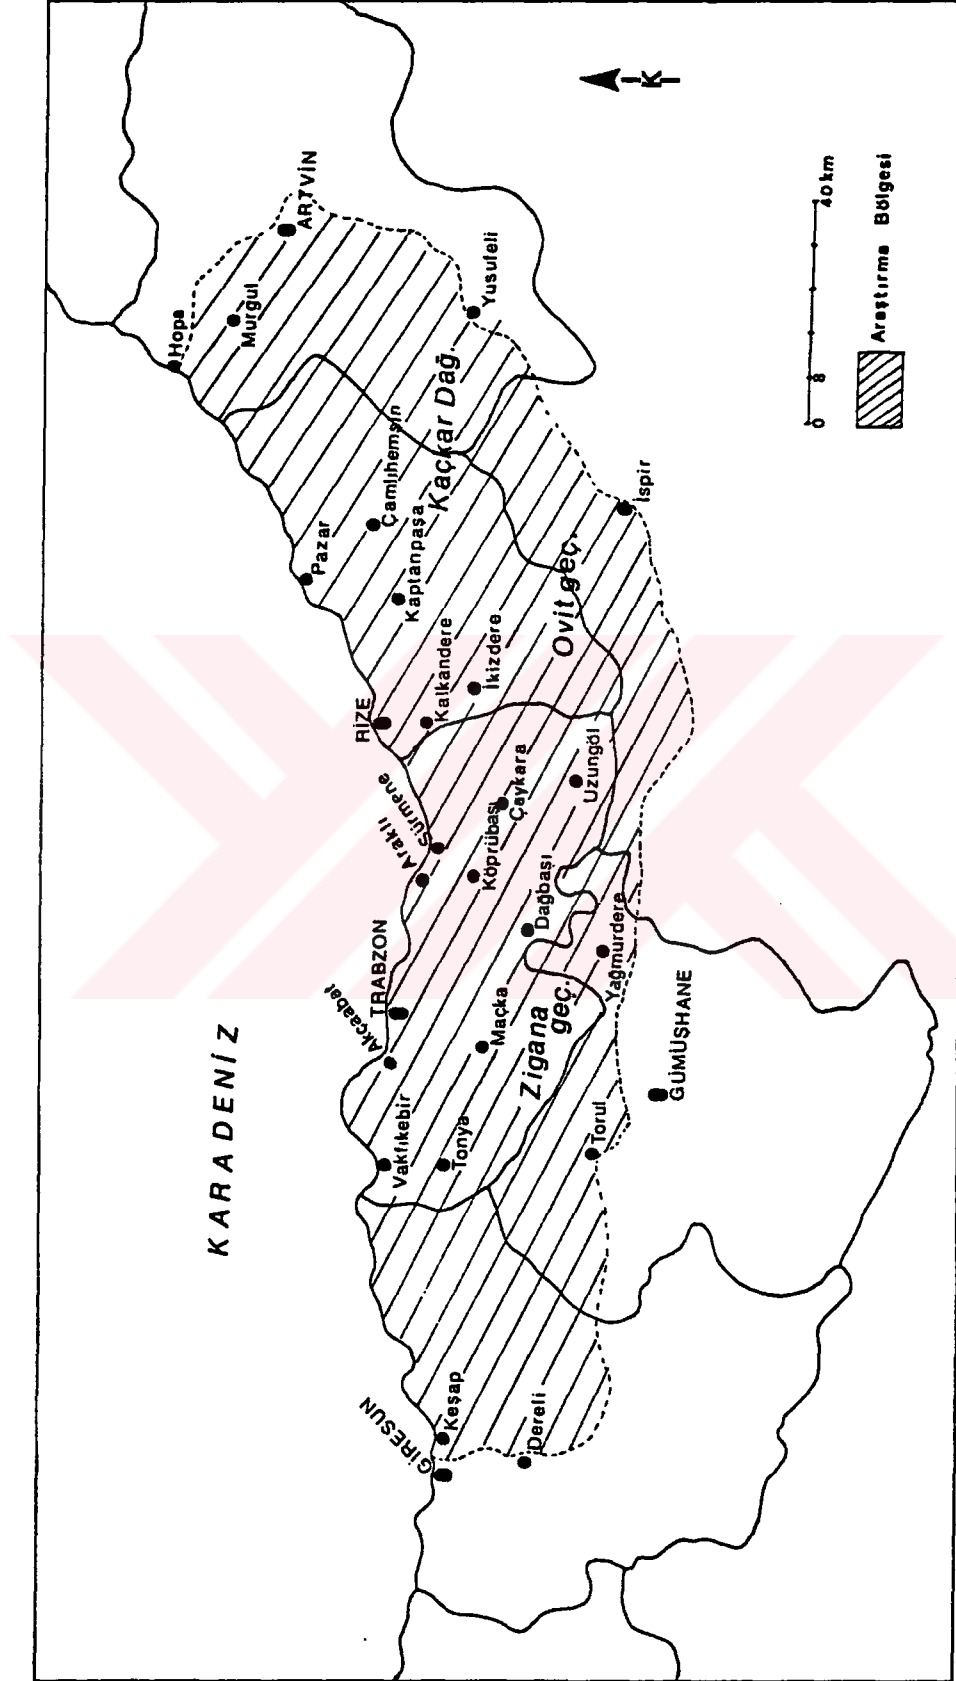 KARADENİZ
Hopa
Murgul
ARTVİN
Yusufeli
Kaçkar Dağ.
Pazar
Çamlıhemşin
Kaptanpaşa
RİZE
Kalkandere
İkizdere
Ovit geç.
İspir
Sürmene
Araklı
Köprübaşı
Çaykara
Uzungöl
TRABZON
Akçaabat
Maçka
Dağbaşı
Zigana
geç.
Yağmurdere
GÜMÜŞHANE
Vakfıkebir
Tonya
Torul
GİRESUN
Keşap
Dereli
K
0
8
40 km
Araştırma Bölgesi